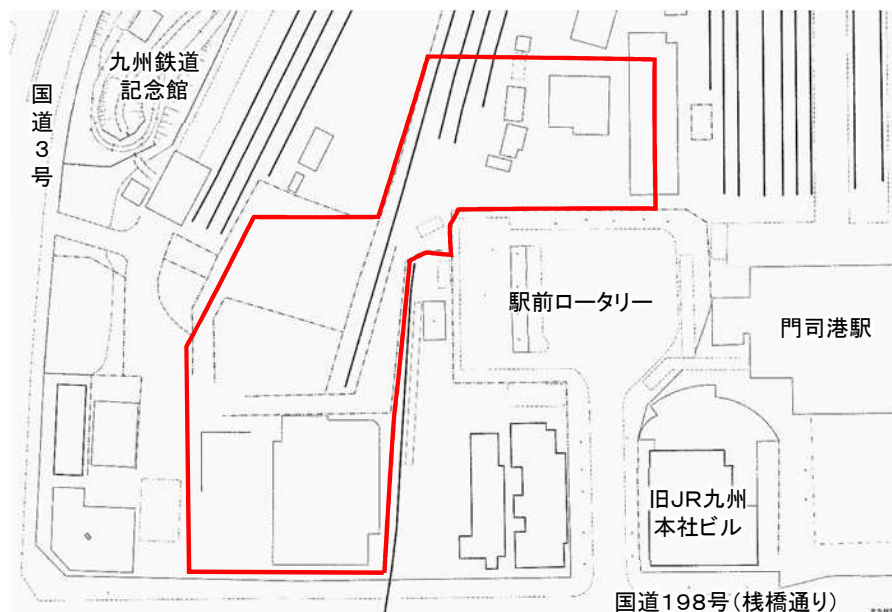 九州鉄道
記念館
国道3号
駅前ロータリー
門司港駅
旧JR九州
本社ビル
国道198号(桟橋通り)